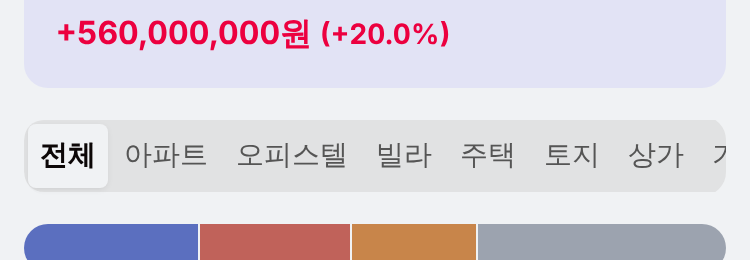 +560,000,000원 (+20.0%)
전체 아파트 오피스텔 빌라 주택 토지 상가